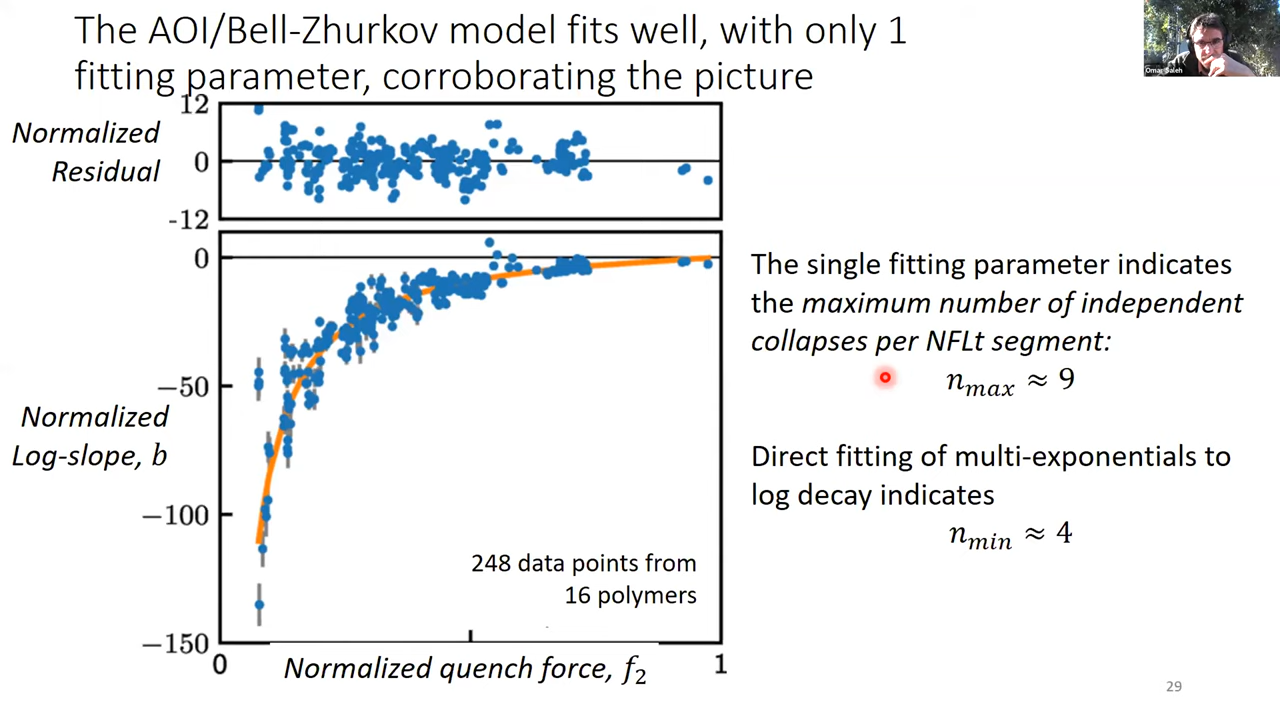 The AOI/Bell-Zhurkov model fits well, with only 1
fitting parameter, corroborating the picture
Omar Saleh
Normalized
Residual
12
0
-12
Normalized
Log-slope, b
0
−50
−100
−150
248 data points from
16 polymers
0
Normalized quench force, f₂
1
The single fitting parameter indicates
the maximum number of independent
collapses per NFLt segment:
nₘₐₓ ≈ 9
Direct fitting of multi-exponentials to
log decay indicates
nₘᵢₙ ≈ 4
29